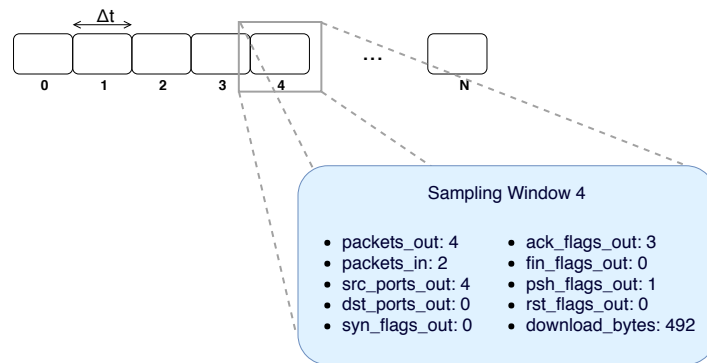 Δt
...
0 1 2 3 4 N
Sampling Window 4
• packets_out: 4
• packets_in: 2
• src_ports_out: 4
• dst_ports_out: 0
• syn_flags_out: 0
• ack_flags_out: 3
• fin_flags_out: 0
• psh_flags_out: 1
• rst_flags_out: 0
• download_bytes: 492